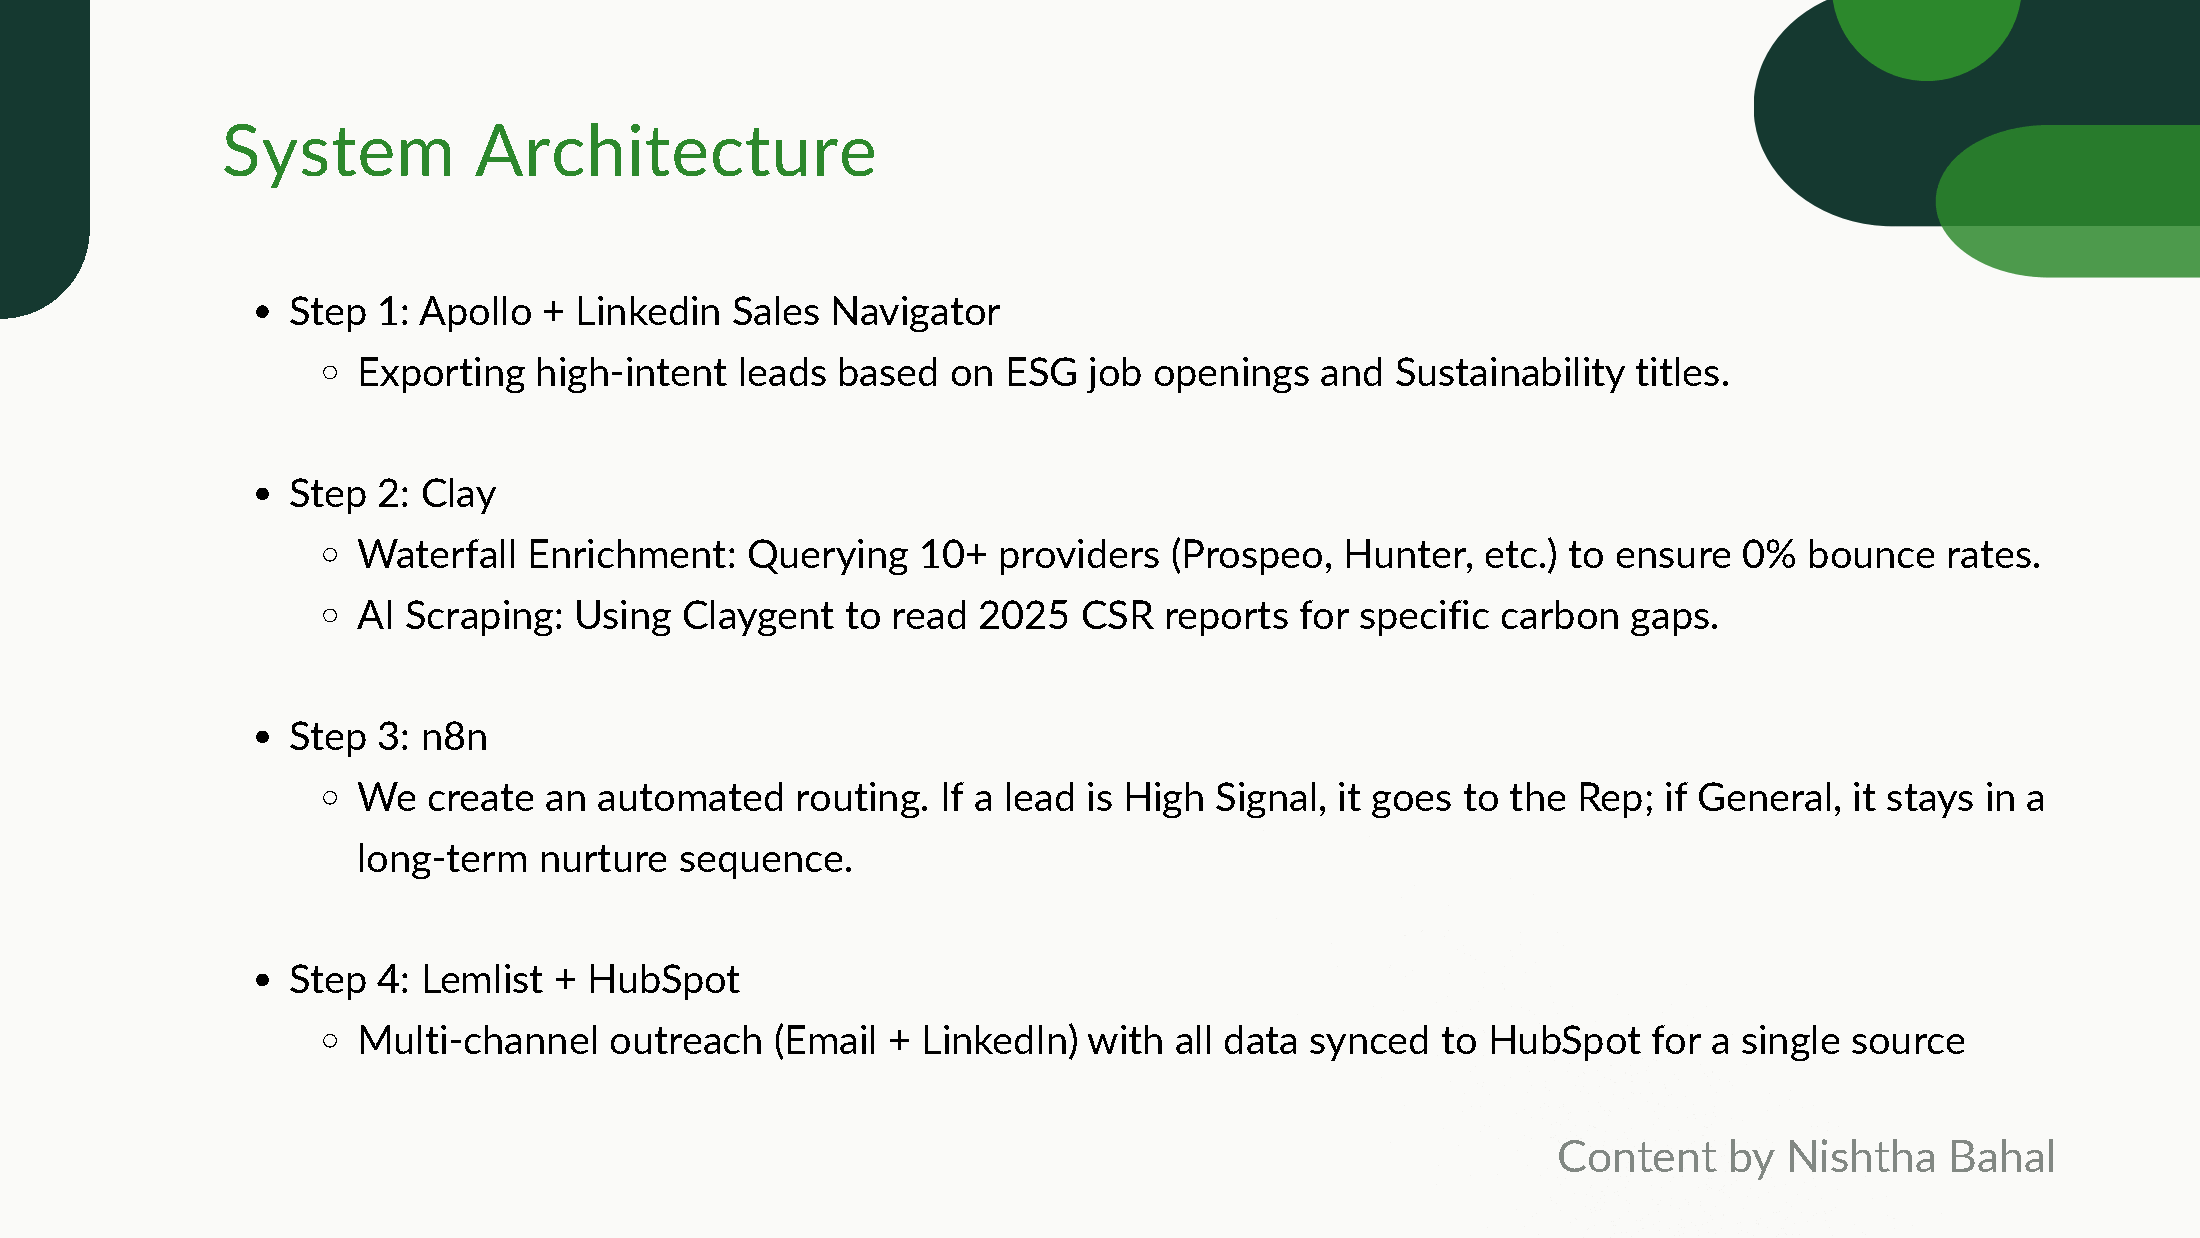 System Architecture
• Step 1: Apollo + Linkedin Sales Navigator
◦ Exporting high-intent leads based on ESG job openings and Sustainability titles.
• Step 2: Clay
◦ Waterfall Enrichment: Querying 10+ providers (Prospeo, Hunter, etc.) to ensure 0% bounce rates.
◦ AI Scraping: Using Claygent to read 2025 CSR reports for specific carbon gaps.
• Step 3: n8n
◦ We create an automated routing. If a lead is High Signal, it goes to the Rep; if General, it stays in a
long-term nurture sequence.
• Step 4: Lemlist + HubSpot
◦ Multi-channel outreach (Email + LinkedIn) with all data synced to HubSpot for a single source
Content by Nishtha Bahal